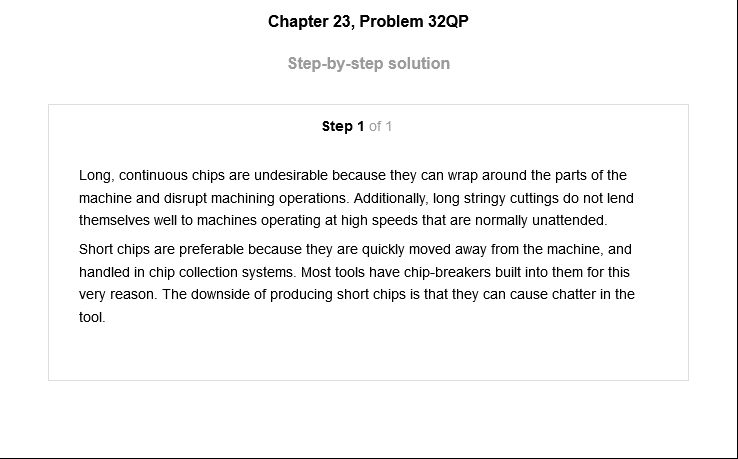 Chapter 23, Problem 32QP
Step-by-step solution
Step 1 of 1
Long, continuous chips are undesirable because they can wrap around the parts of the
machine and disrupt machining operations. Additionally, long stringy cuttings do not lend
themselves well to machines operating at high speeds that are normally unattended.
Short chips are preferable because they are quickly moved away from the machine, and
handled in chip collection systems. Most tools have chip-breakers built into them for this
very reason. The downside of producing short chips is that they can cause chatter in the
tool.